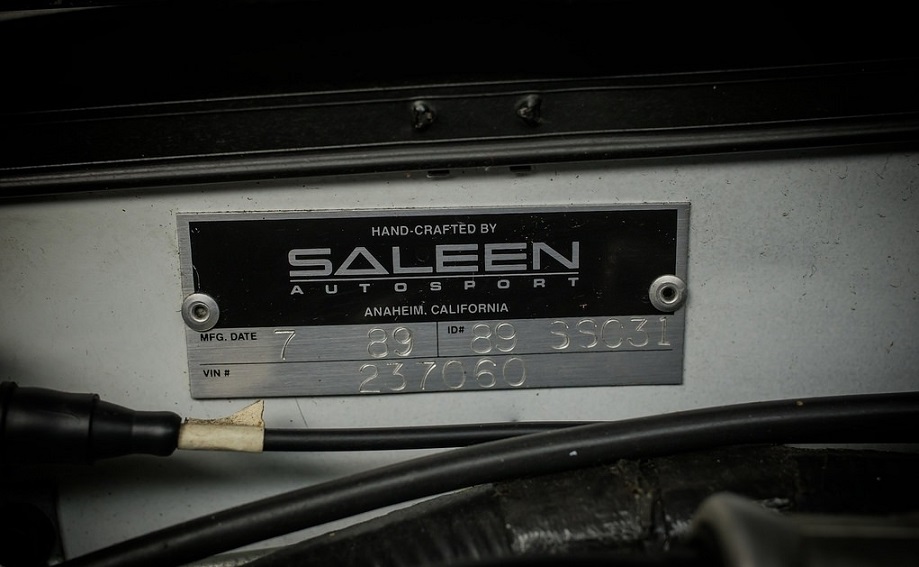 HAND-CRAFTED BY
SALEEN
AUTOSPORT
ANAHEIM, CALIFORNIA
MFG. DATE 7 89 ID# 89 SSC31
VIN # 237060